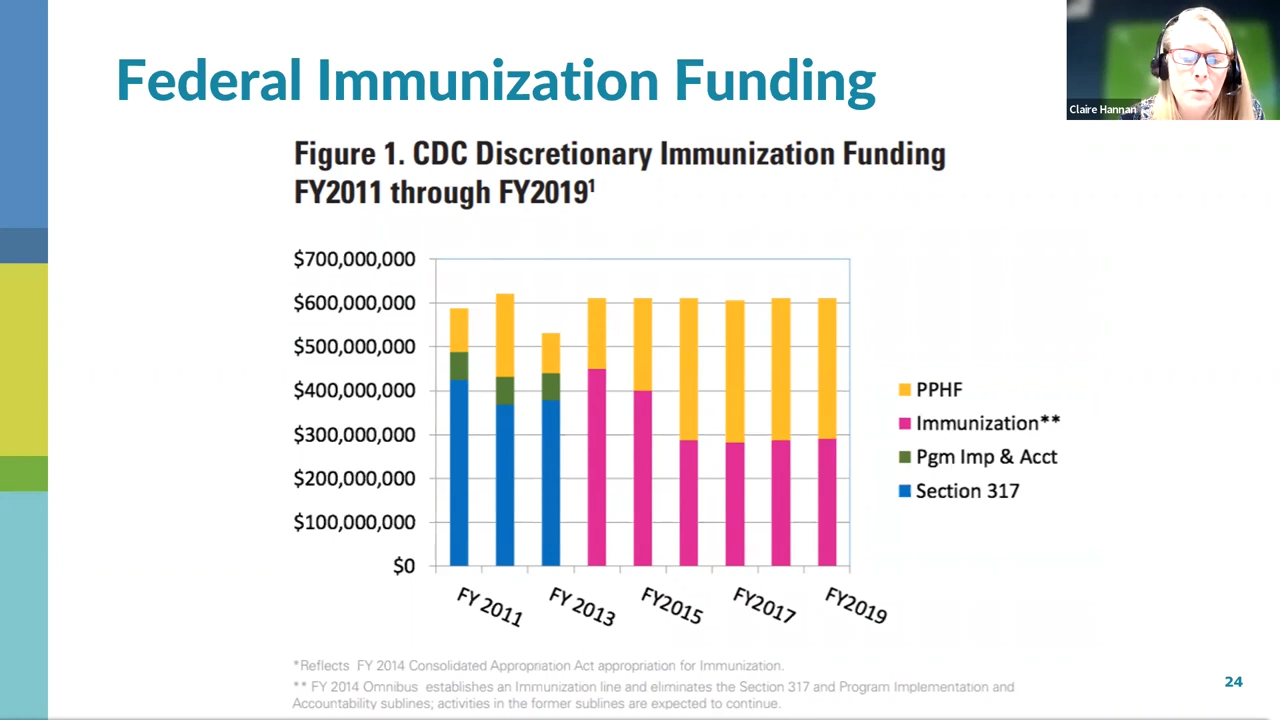 Federal Immunization Funding
Claire Hannan
Figure 1. CDC Discretionary Immunization Funding
FY2011 through FY2019¹
$700,000,000
$600,000,000
$500,000,000
$400,000,000
$300,000,000
$200,000,000
$100,000,000
$0
FY 2011
FY 2013
FY2015
FY2017
FY2019
PPHF
Immunization**
Pgm Imp & Acct
Section 317
*Reflects FY 2014 Consolidated Appropriation Act appropriation for Immunization.
** FY 2014 Omnibus establishes an Immunization line and eliminates the Section 317 and Program Implementation and
Accountability sublines; activities in the former sublines are expected to continue.
24